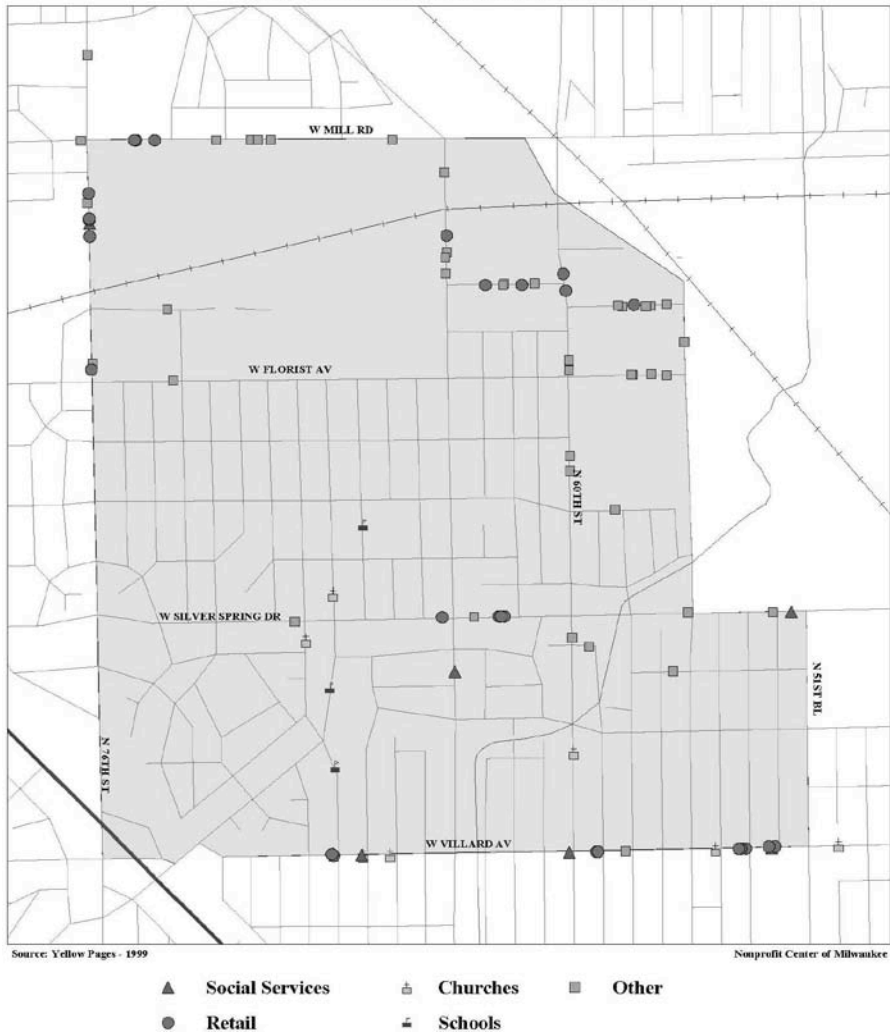 W MILL RD
W FLORIST AV
N 60TH ST.
W SILVER SPRING DR
N 51ST BL
N 76TH ST.
W VILLARD AV
Source: Yellow Pages - 1999 Nonprofit Center of Milwaukee
Social Services Churches Other
Retail Schools